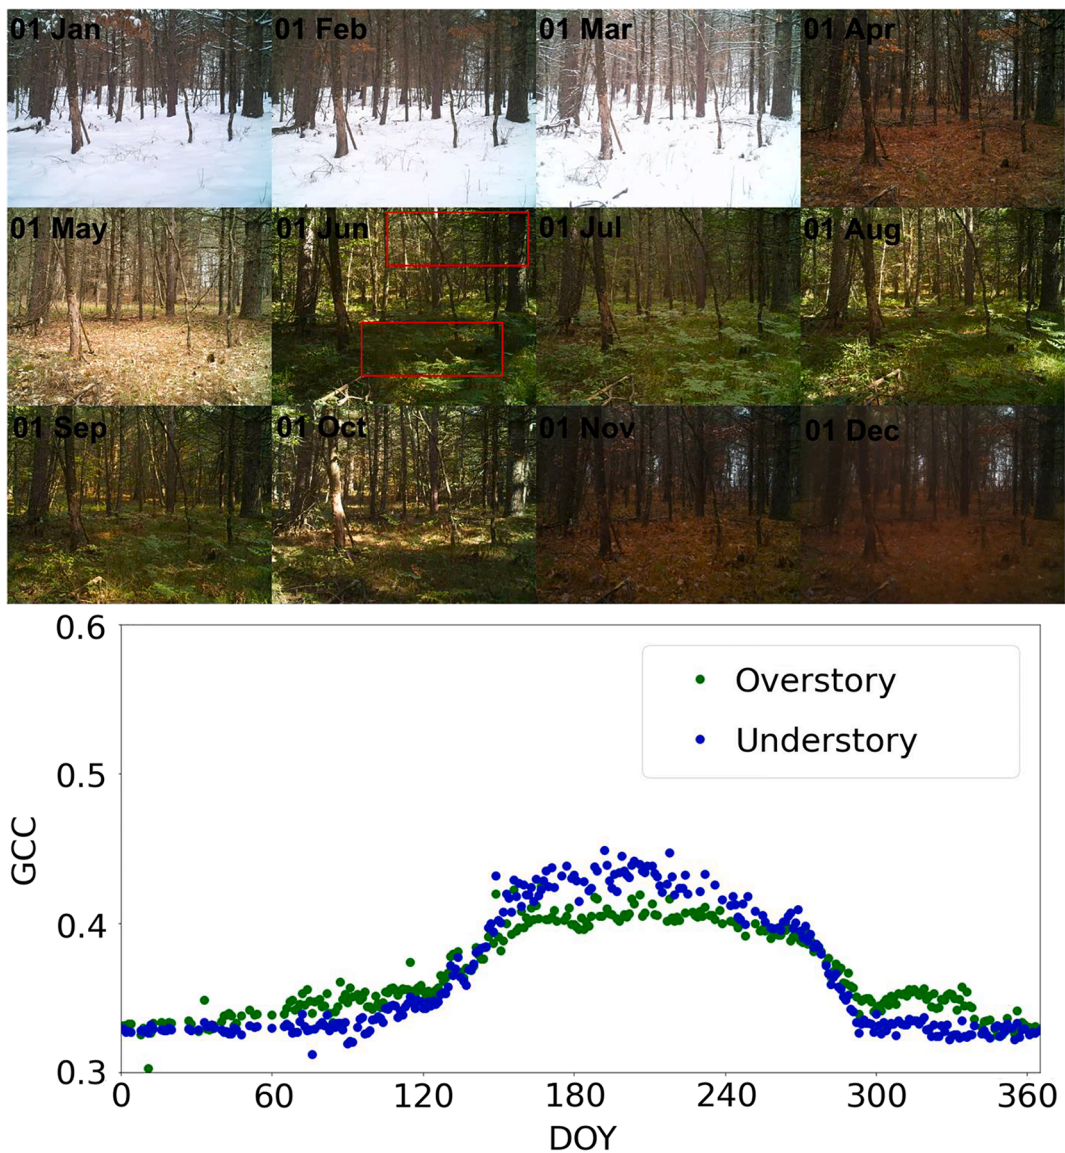 01 Jan 01 Feb 01 Mar 01 Apr
01 May 01 Jun 01 Jul 01 Aug
01 Sep 01 Oct 01 Nov 01 Dec
0.6
Overstory
Understory
0.5
GCC
0.4
0.3
0 60 120 180 240 300 360
DOY